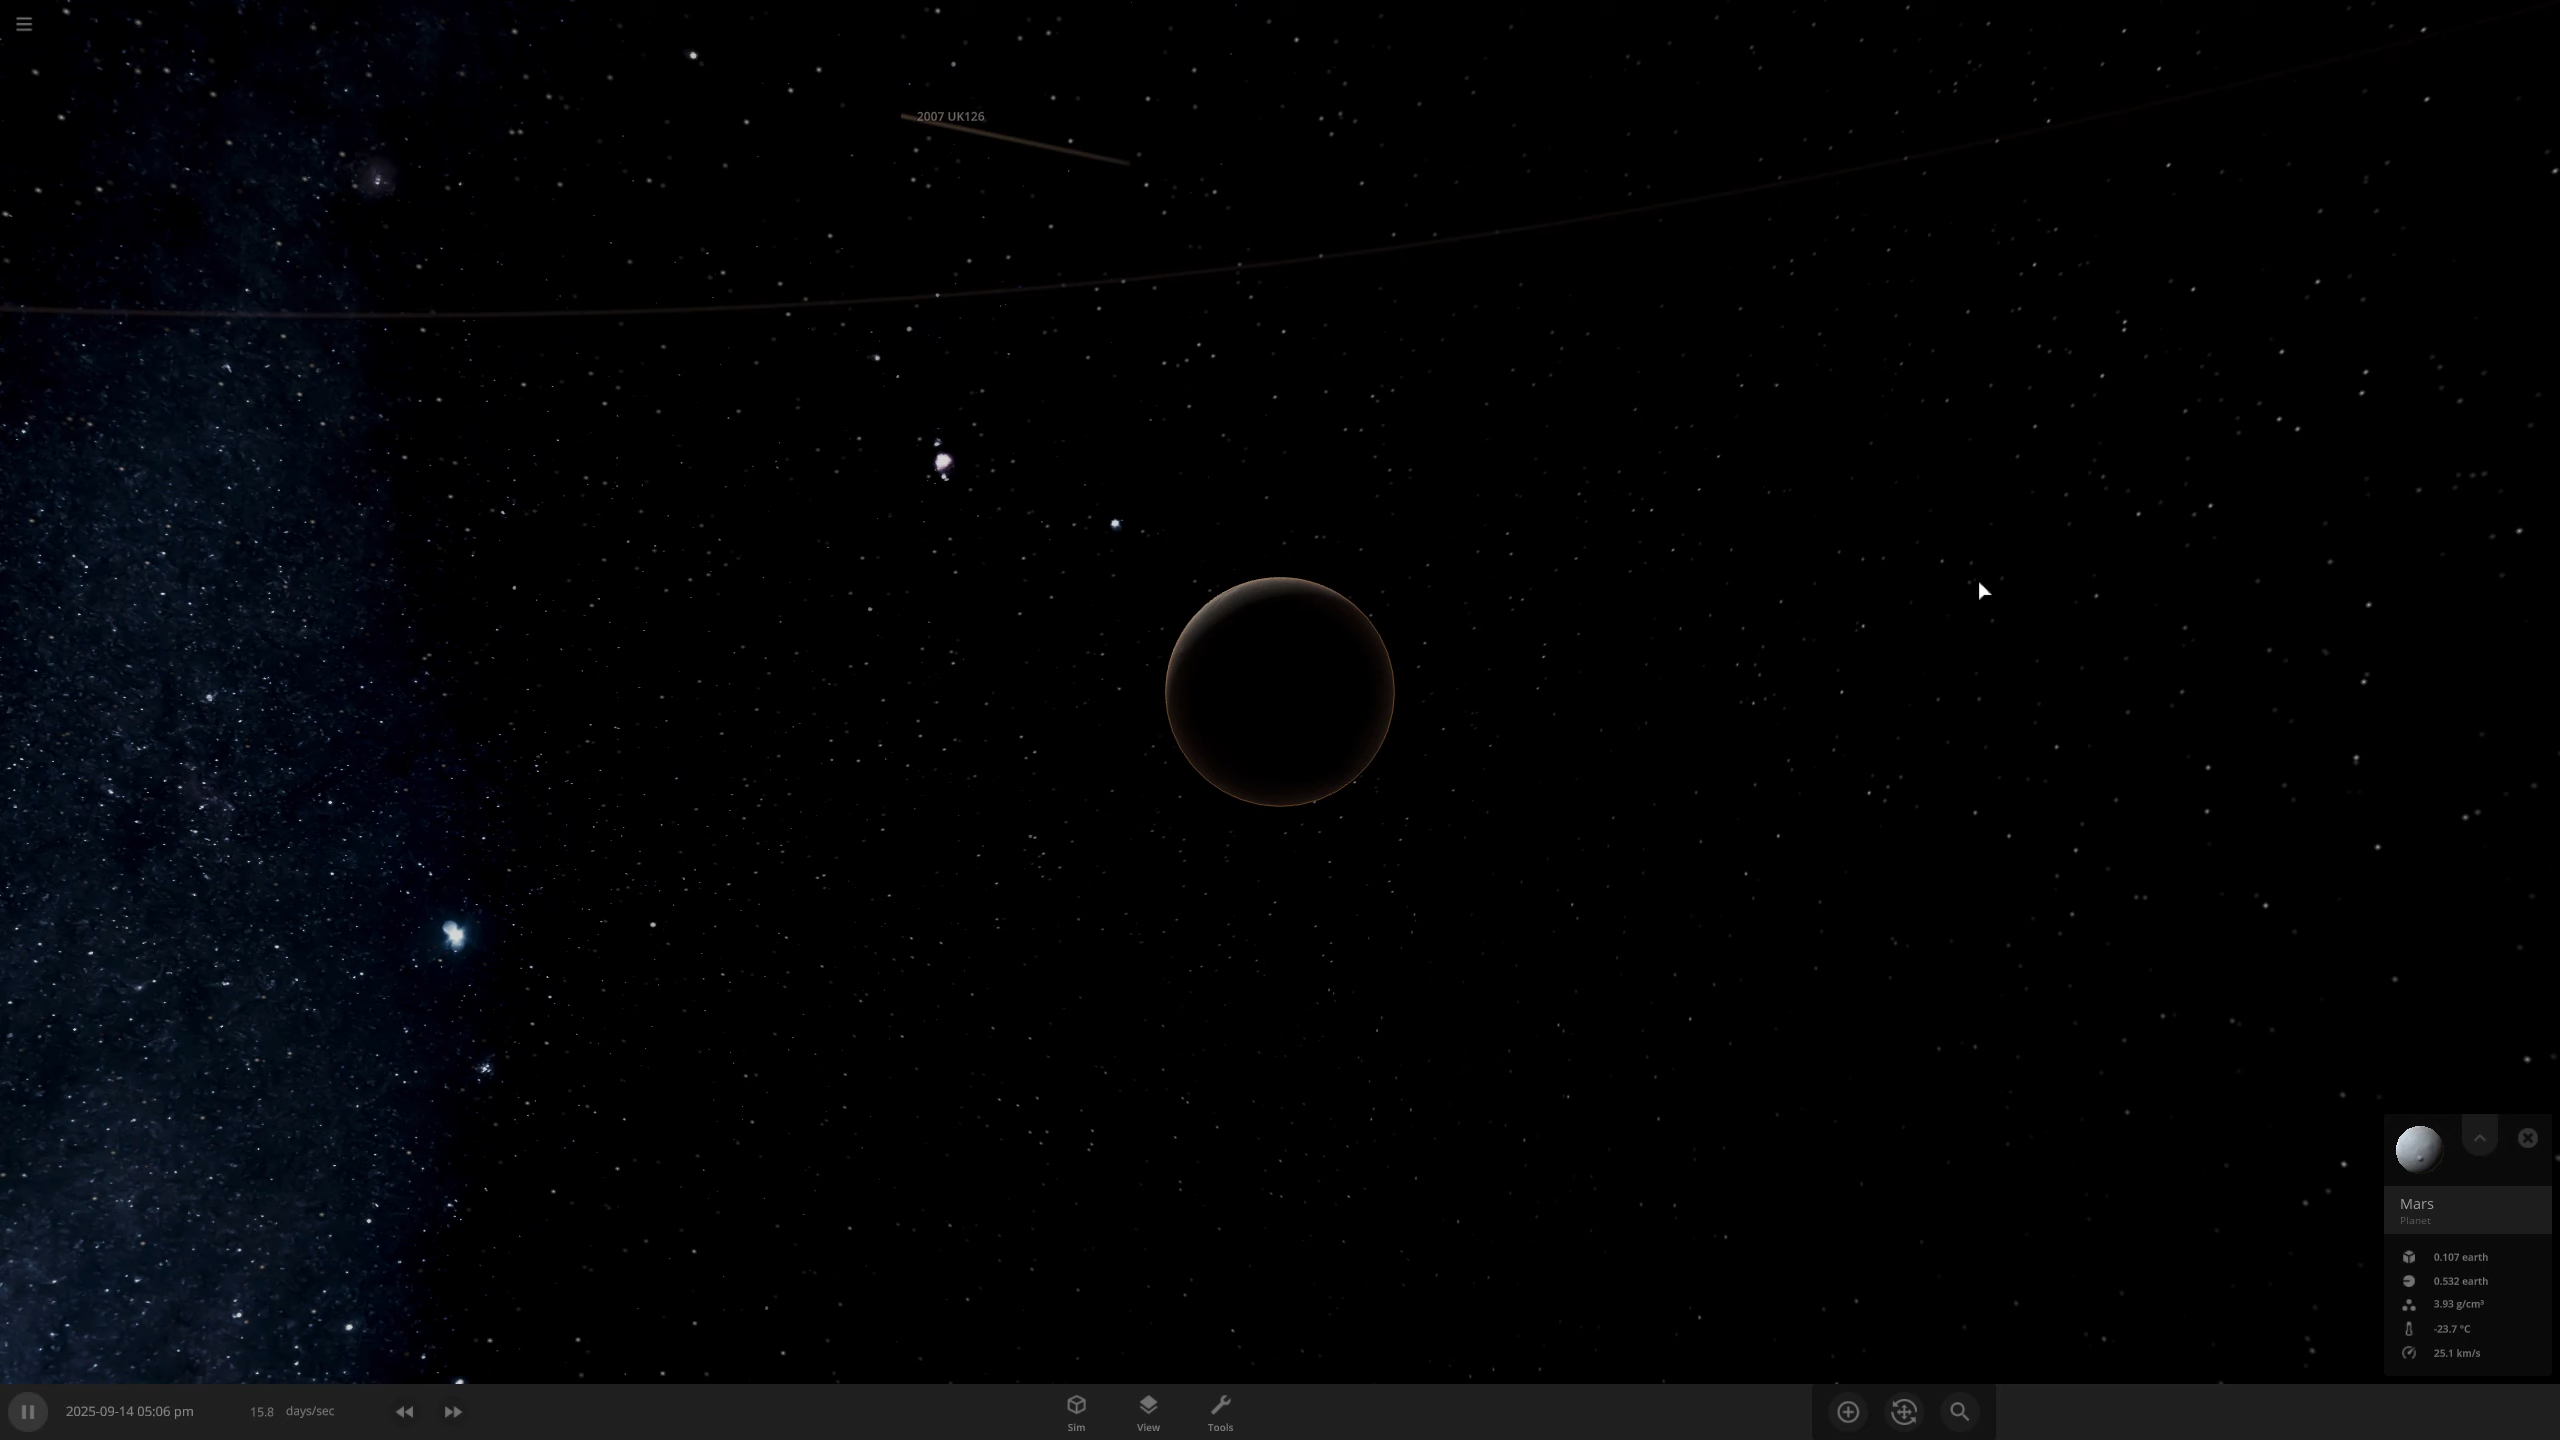 2007 UK126
Mars
Planet
0.107 earth
0.532 earth
3.93 g/cm³
-23.7 °C
25.1 km/s
2025-09-14 05:06 pm
15.8 days/sec
Sim
View
Tools